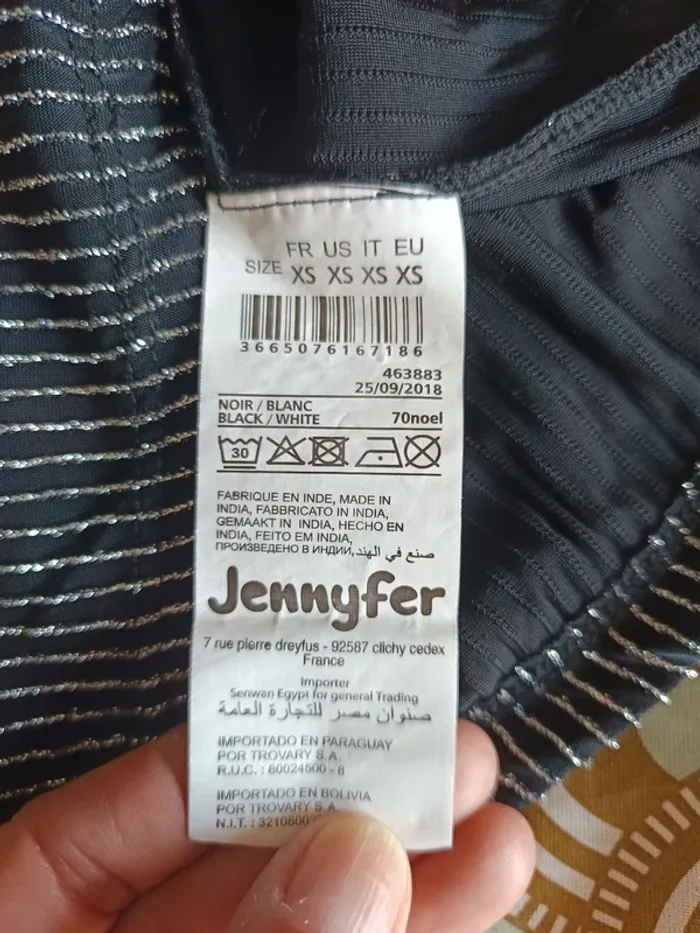 FR US IT EU
SIZE XS XS XS XS
3665076167186
463883
25/09/2018
NOIR / BLANC
BLACK / WHITE 70noel
30
FABRIQUE EN INDE, MADE IN
INDIA, FABBRICATO IN INDIA,
GEMAAKT IN INDIA, HECHO EN
INDIA, FEITO EM INDIA,
ПРОИЗВЕДЕНО В ИНДИИ, صنع في الهند
Jennyfer
7 rue pierre dreyfus - 92587 clichy cedex
France
Importer
Senwan Egypt for general Trading
صنوان مصر للتجارة العامة
IMPORTADO EN PARAGUAY
POR TROVARY S.A.
R.U.C. : 80024500 - 8
IMPORTADO EN BOLIVIA
POR TROVARY S.A.
N.I.T. :